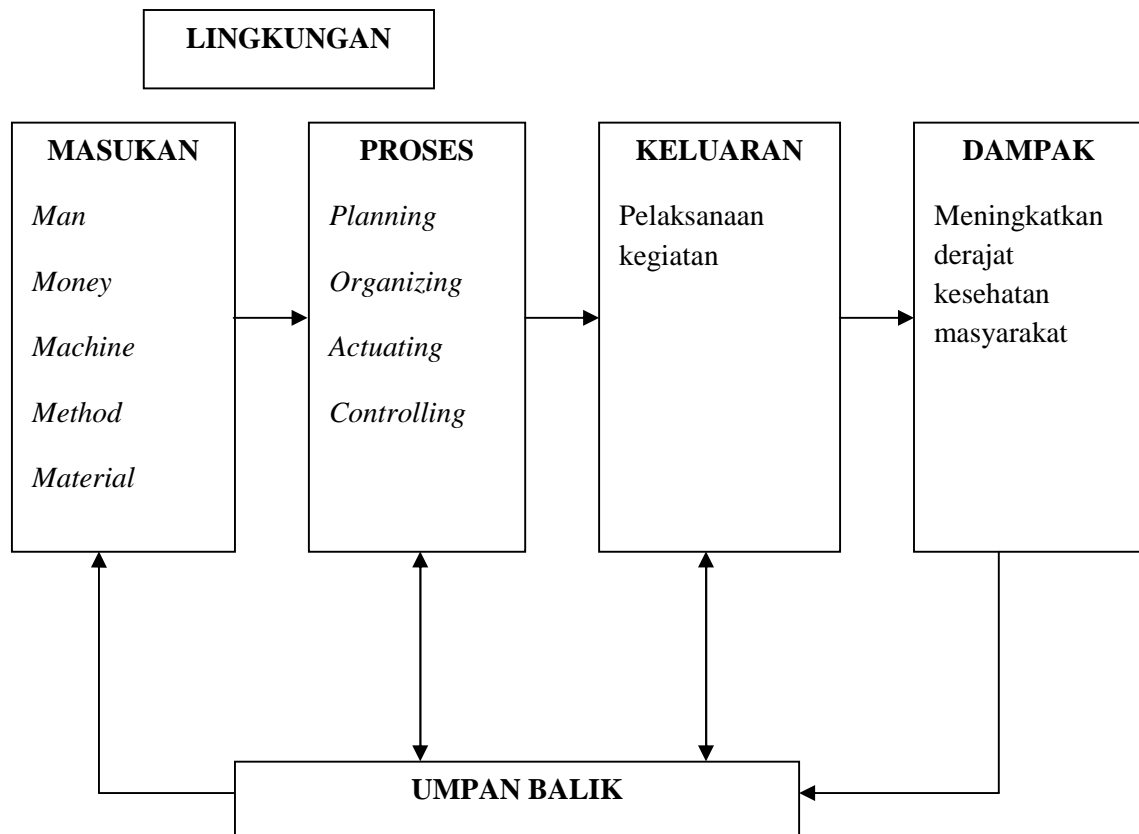 LINGKUNGAN
MASUKAN
Man
Money
Machine
Method
Material
PROSES
Planning
Organizing
Actuating
Controlling
KELUARAN
Pelaksanaan
kegiatan
DAMPAK
Meningkatkan
derajat
kesehatan
masyarakat
UMPAN BALIK